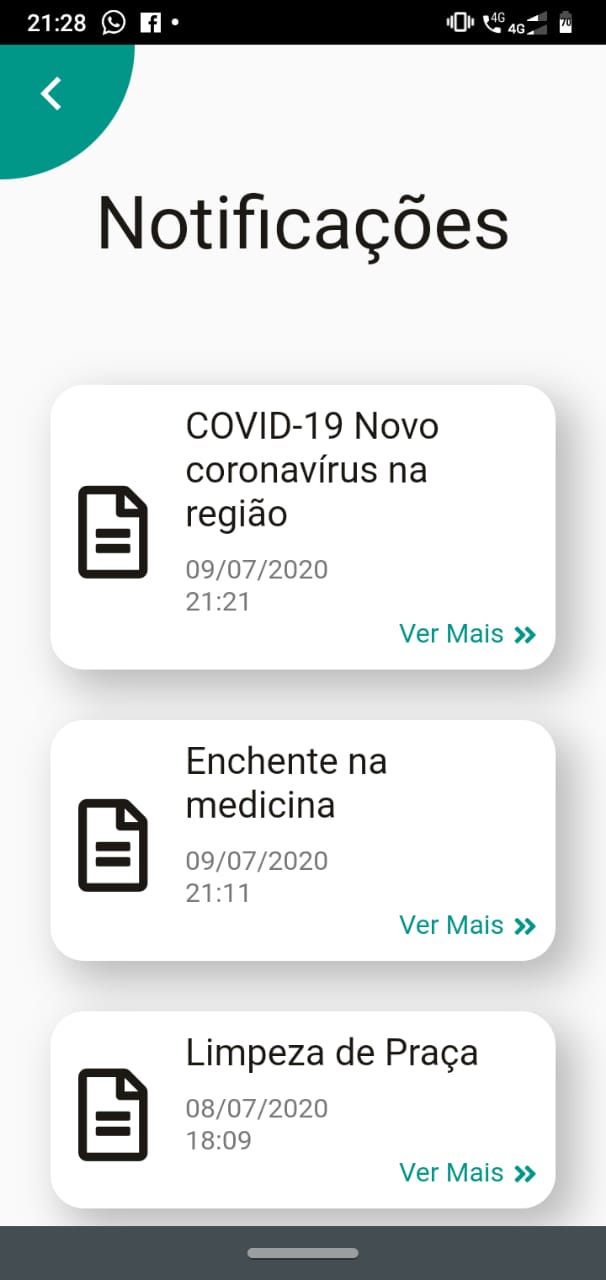 21:28
4G
4G
70
Notificações
COVID-19 Novo
coronavírus na
região
09/07/2020
21:21
Ver Mais
Enchente na
medicina
09/07/2020
21:11
Ver Mais
Limpeza de Praça
08/07/2020
18:09
Ver Mais